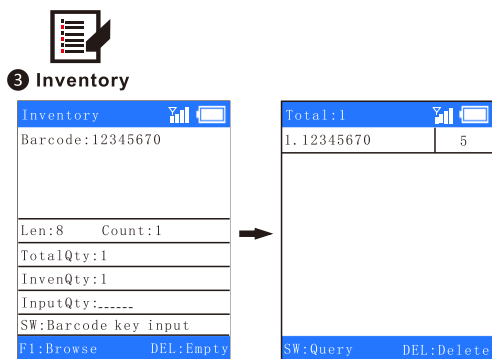 3 Inventory
Inventory
Barcode:12345670
Len:8 Count:1
TotalQty:1
InvenQty:1
InputQty:______
SW:Barcode key input
F1:Browse DEL:Empty
Total:1
1.12345670 5
SW:Query DEL:Delete